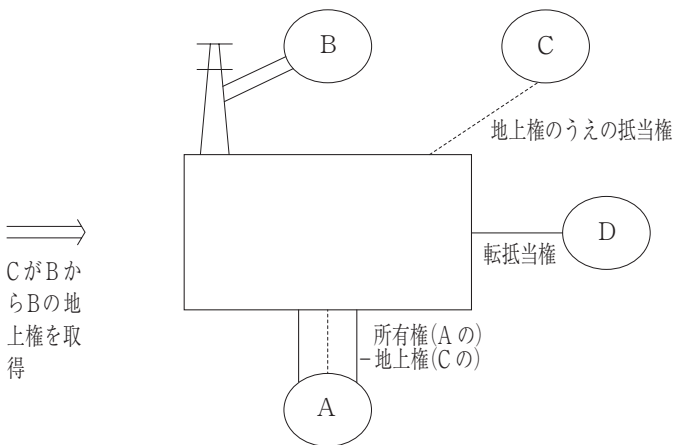 B
C
地上権のうえの抵当権
D
転抵当権
CがBか
らBの地
上権を取
得
所有権(Aの)
-地上権(Cの)
A